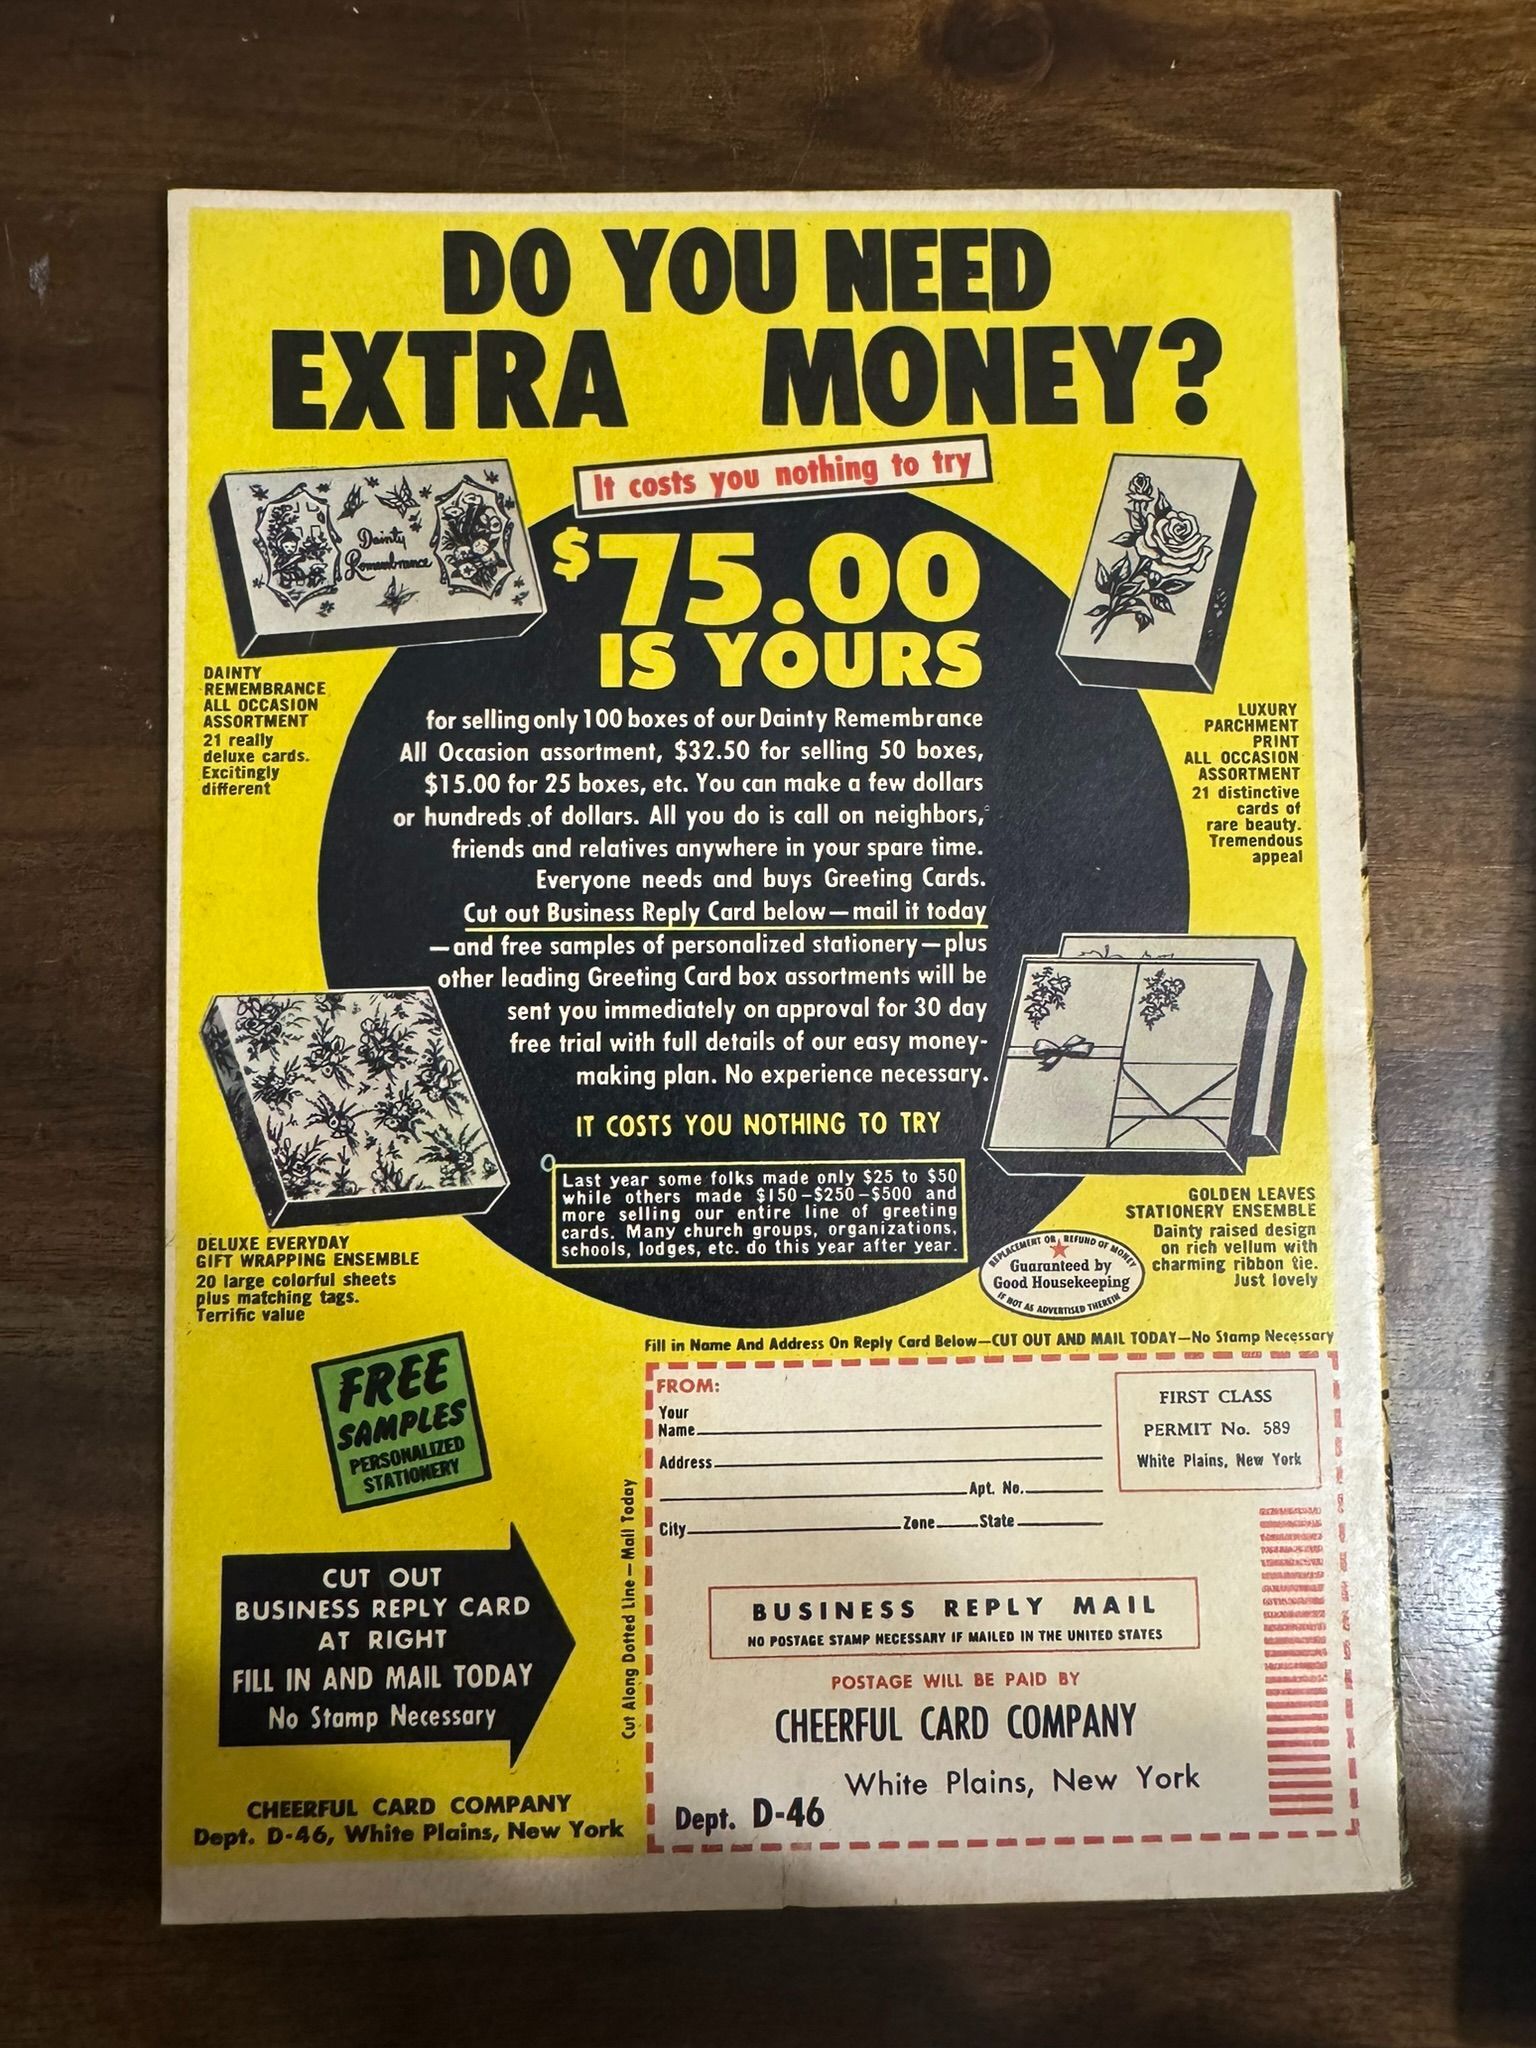 DO YOU NEED
EXTRA MONEY?
It costs you nothing to try
$75.00
IS YOURS
for selling only 100 boxes of our Dainty Remembrance
All Occasion assortment, $32.50 for selling 50 boxes,
$15.00 for 25 boxes, etc. You can make a few dollars
or hundreds of dollars. All you do is call on neighbors,
friends and relatives anywhere in your spare time.
Everyone needs and buys Greeting Cards.
Cut out Business Reply Card below—mail it today
—and free samples of personalized stationery—plus
other leading Greeting Card box assortments will be
sent you immediately on approval for 30 day
free trial with full details of our easy money-
making plan. No experience necessary.
IT COSTS YOU NOTHING TO TRY
Last year some folks made only $25 to $50
while others made $150–$250–$500 and
more selling our entire line of greeting
cards. Many church groups, organizations,
schools, lodges, etc. do this year after year.
Dainty
Remembrance
DAINTY
REMEMBRANCE
ALL OCCASION
ASSORTMENT
21 really
deluxe cards.
Excitingly
different
LUXURY
PARCHMENT
PRINT
ALL OCCASION
ASSORTMENT
21 distinctive
cards of
rare beauty.
Tremendous
appeal
DELUXE EVERYDAY
GIFT WRAPPING ENSEMBLE
20 large colorful sheets
plus matching tags.
Terrific value
GOLDEN LEAVES
STATIONERY ENSEMBLE
Dainty raised design
on rich vellum with
charming ribbon tie.
Just lovely
REPLACEMENT OR REFUND OF MONEY
Guaranteed by
Good Housekeeping
IF NOT AS ADVERTISED THEREIN
FREE
SAMPLES
PERSONALIZED
STATIONERY
CUT OUT
BUSINESS REPLY CARD
AT RIGHT
FILL IN AND MAIL TODAY
No Stamp Necessary
CHEERFUL CARD COMPANY
Dept. D-46, White Plains, New York
Fill in Name And Address On Reply Card Below—CUT OUT AND MAIL TODAY—No Stamp Necessary
Cut Along Dotted Line—Mail Today
FROM:
Your
Name
Address
Apt. No.
City Zone State
FIRST CLASS
PERMIT No. 589
White Plains, New York
BUSINESS REPLY MAIL
NO POSTAGE STAMP NECESSARY IF MAILED IN THE UNITED STATES
POSTAGE WILL BE PAID BY
CHEERFUL CARD COMPANY
White Plains, New York
Dept. D-46